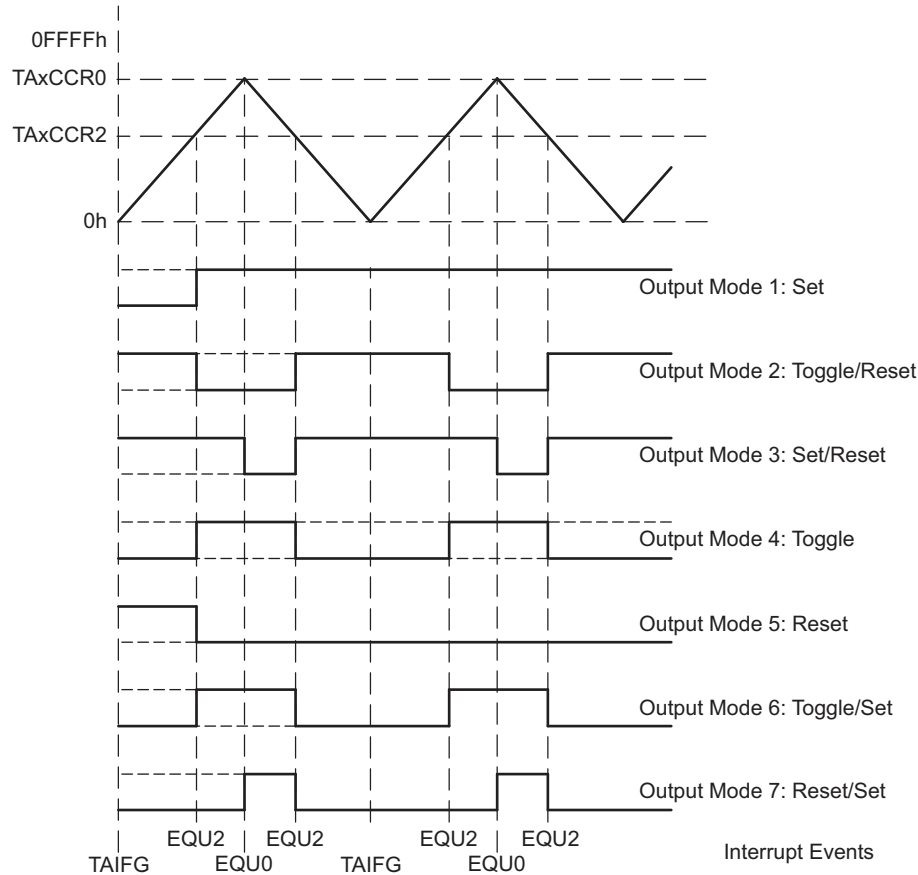 0FFFFh
TAxCCR0
TAxCCR2
0h
Output Mode 1: Set
Output Mode 2: Toggle/Reset
Output Mode 3: Set/Reset
Output Mode 4: Toggle
Output Mode 5: Reset
Output Mode 6: Toggle/Set
Output Mode 7: Reset/Set
EQU2 EQU2 EQU2 EQU2
TAIFG EQU0 TAIFG EQU0
Interrupt Events